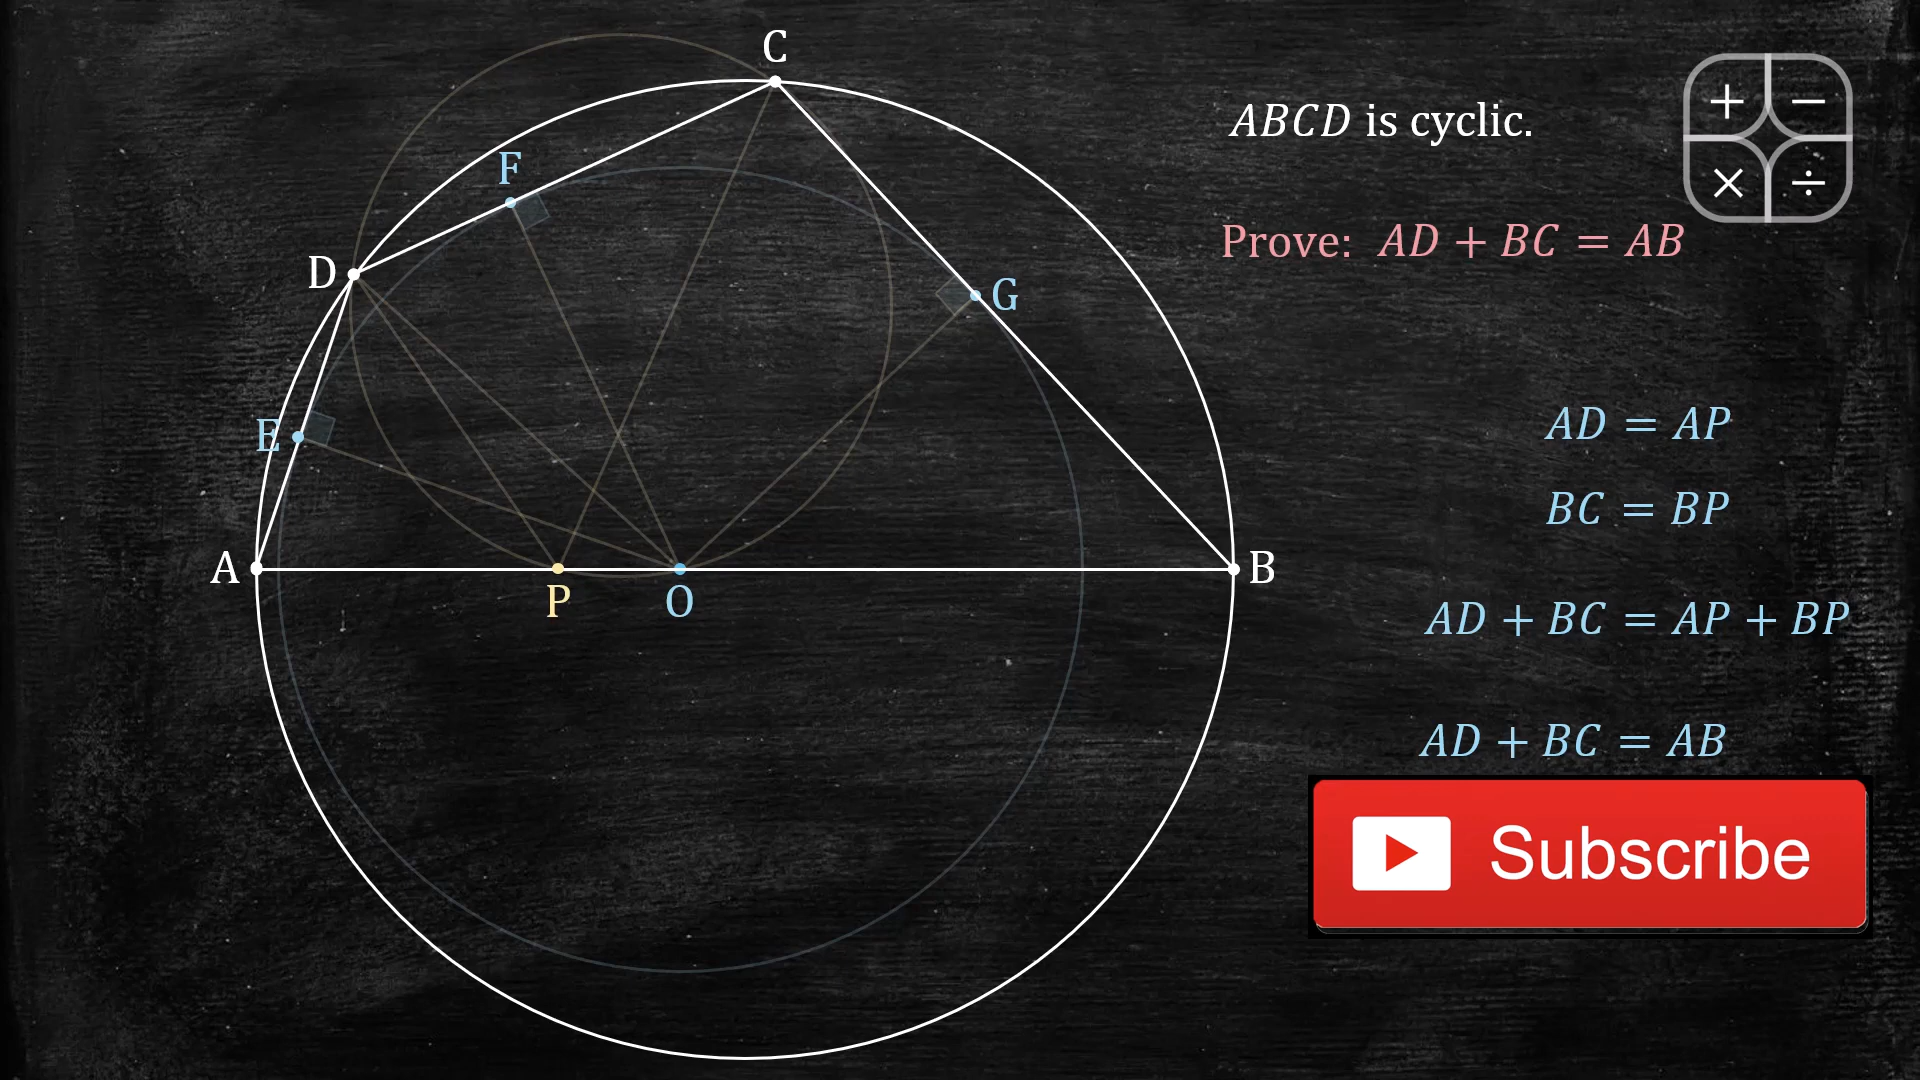 C
ABCD is cyclic.
+ −
× ÷
F
Prove: AD + BC = AB
D
G
AD = AP
E
BC = BP
A
B
P
O
AD + BC = AP + BP
AD + BC = AB
Subscribe